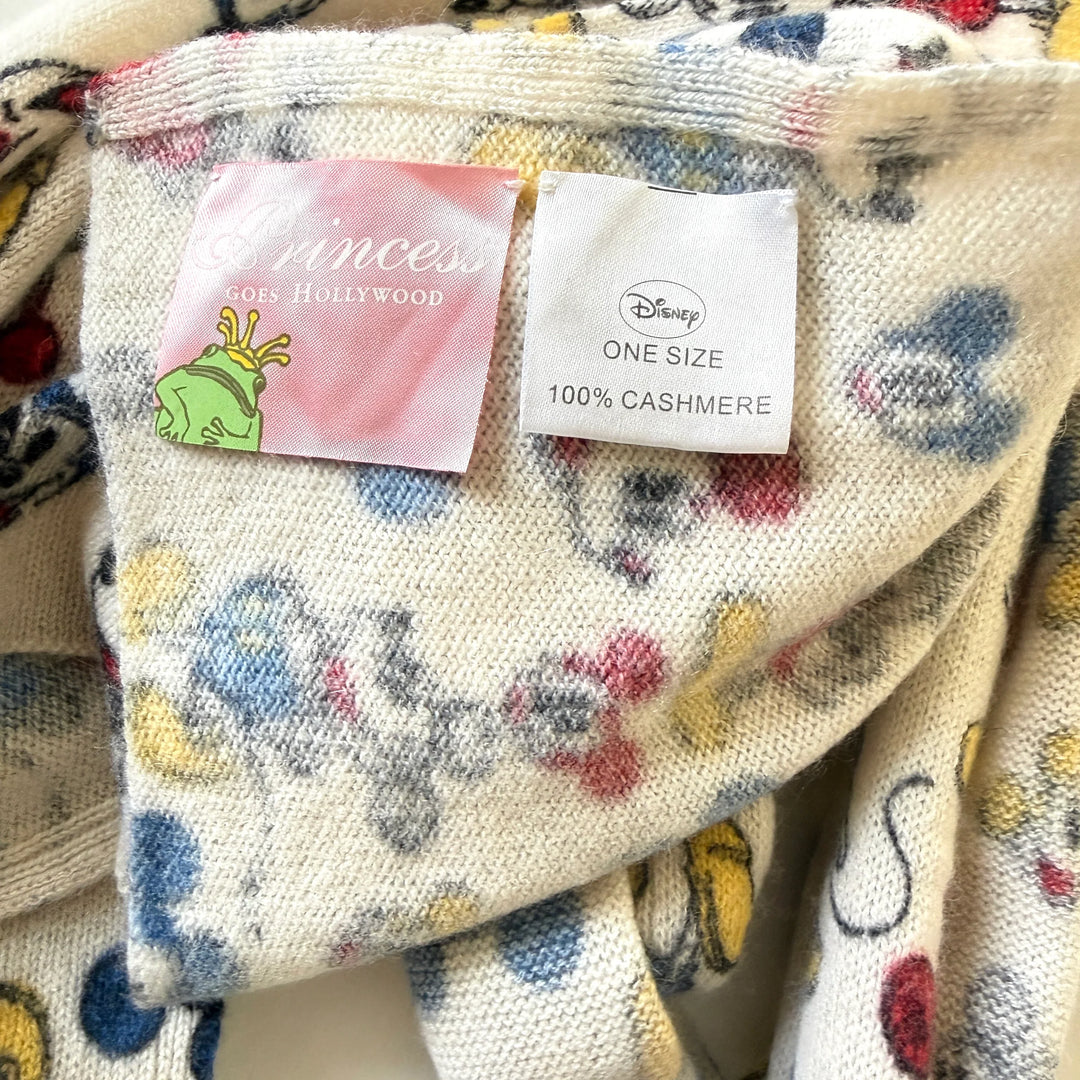 Princess
GOES HOLLYWOOD
Disney
ONE SIZE
100% CASHMERE
S